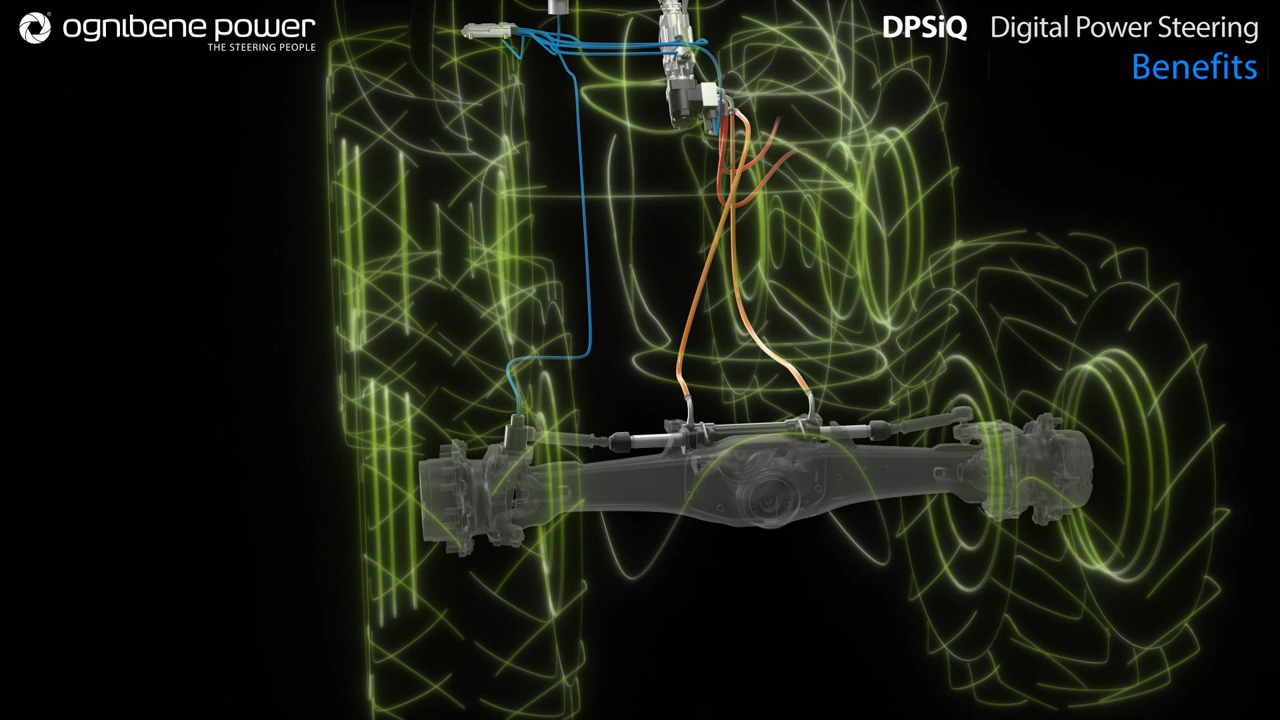 ognibene power
THE STEERING PEOPLE
DPSiQ Digital Power Steering
Benefits